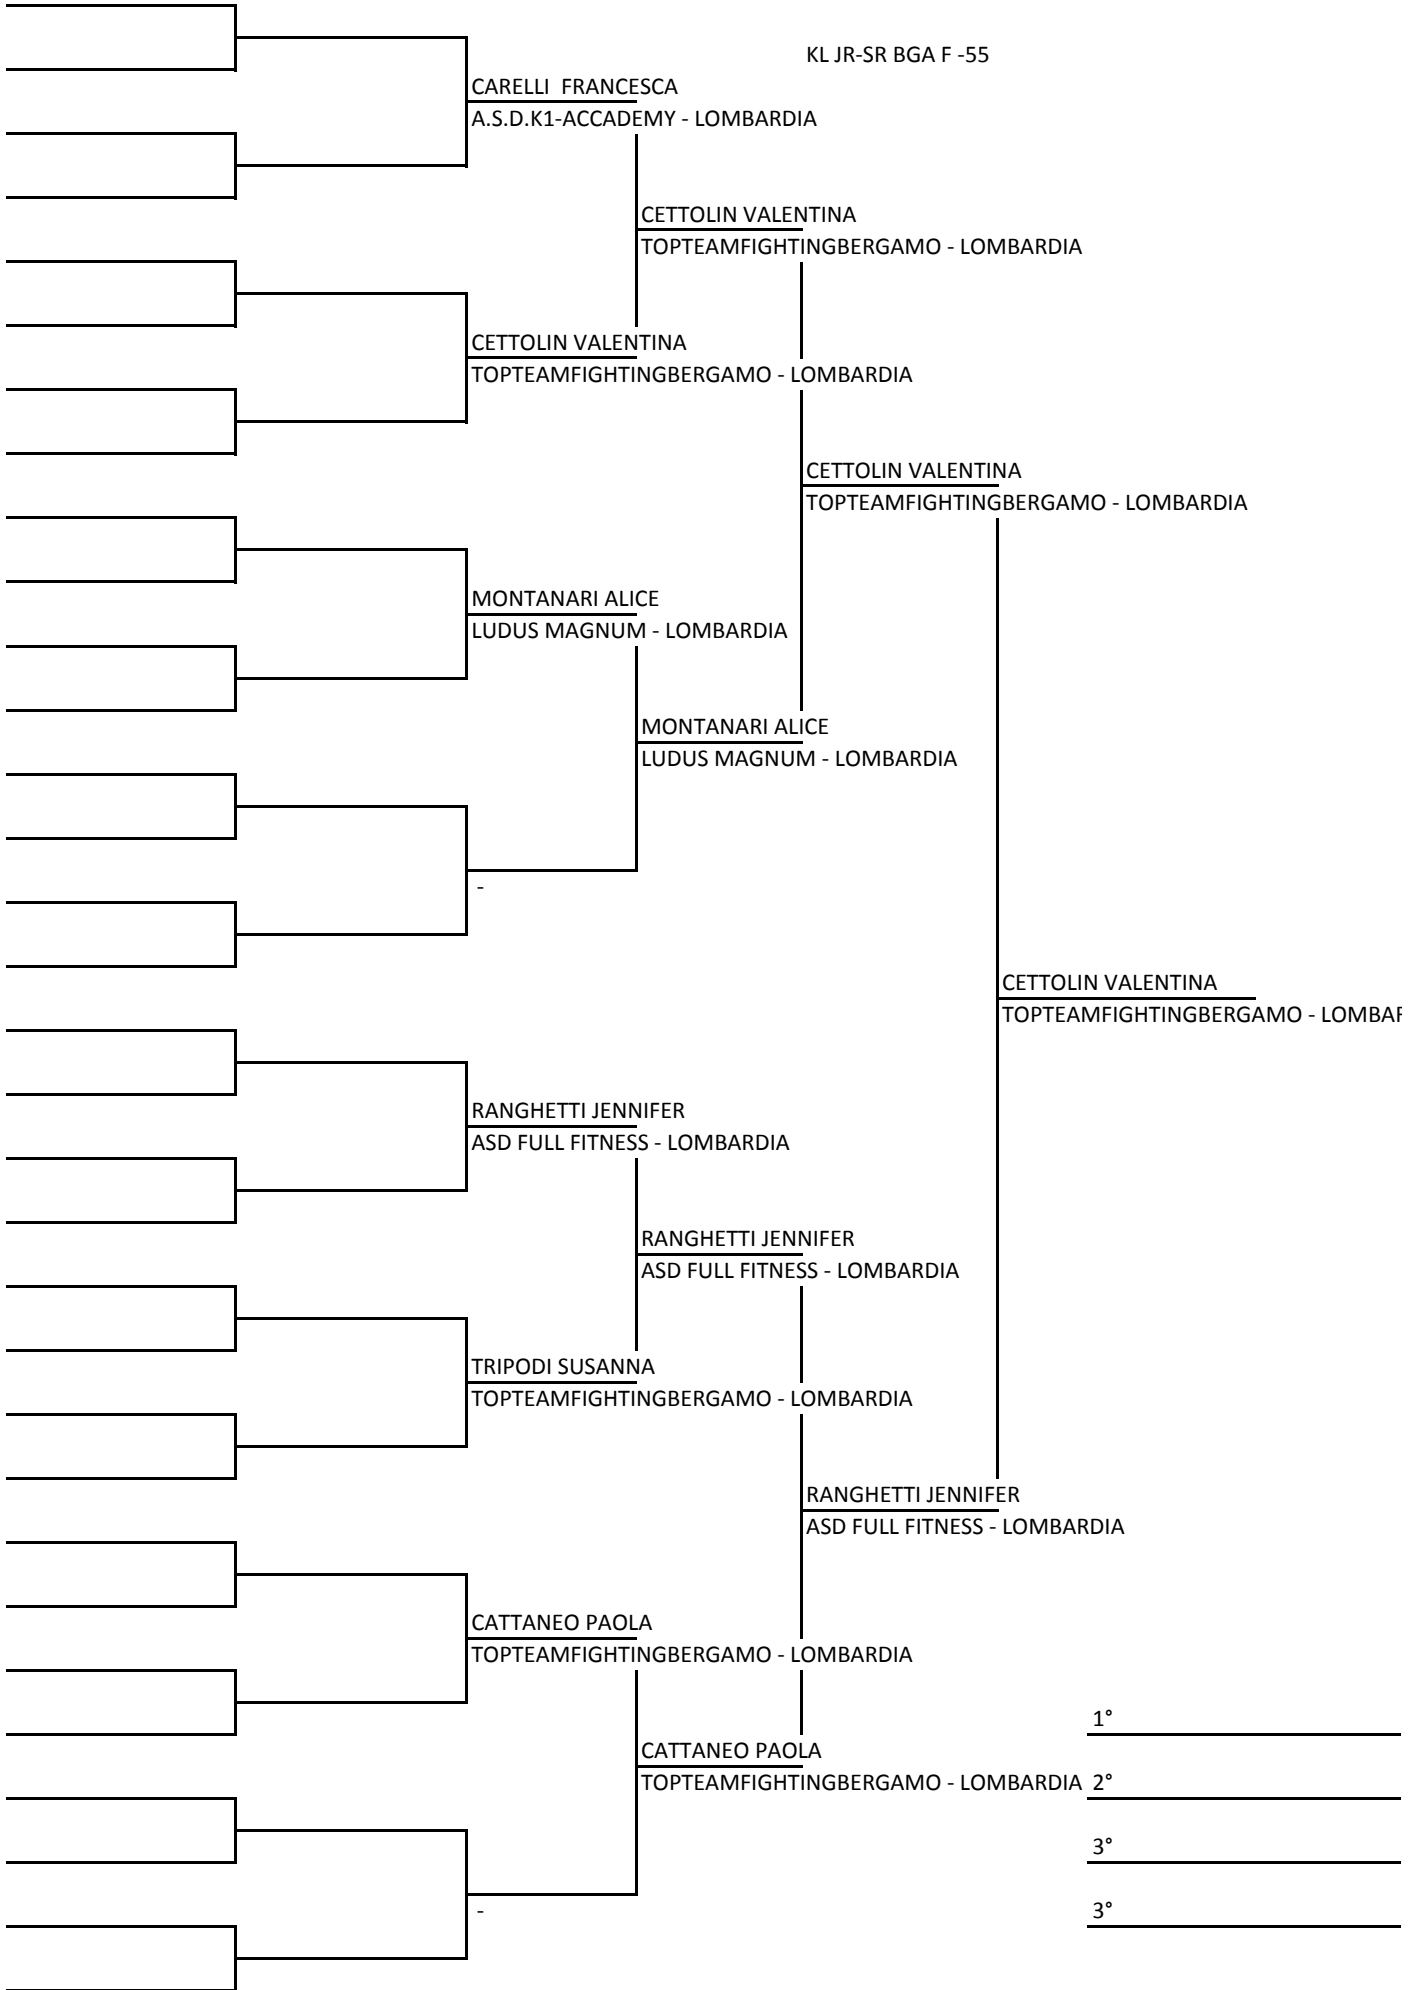 KL JR-SR BGA F -55
CARELLI  FRANCESCA
A.S.D.K1-ACCADEMY - LOMBARDIA
CETTOLIN VALENTINA
TOPTEAMFIGHTINGBERGAMO - LOMBARDIA
CETTOLIN VALENTINA
TOPTEAMFIGHTINGBERGAMO - LOMBARDIA
CETTOLIN VALENTINA
TOPTEAMFIGHTINGBERGAMO - LOMBARDIA
MONTANARI ALICE
LUDUS MAGNUM - LOMBARDIA
MONTANARI ALICE
LUDUS MAGNUM - LOMBARDIA
-
CETTOLIN VALENTINA
TOPTEAMFIGHTINGBERGAMO - LOMBAR
RANGHETTI JENNIFER
ASD FULL FITNESS - LOMBARDIA
RANGHETTI JENNIFER
ASD FULL FITNESS - LOMBARDIA
TRIPODI SUSANNA
TOPTEAMFIGHTINGBERGAMO - LOMBARDIA
RANGHETTI JENNIFER
ASD FULL FITNESS - LOMBARDIA
CATTANEO PAOLA
TOPTEAMFIGHTINGBERGAMO - LOMBARDIA
1°
CATTANEO PAOLA
TOPTEAMFIGHTINGBERGAMO - LOMBARDIA 2°
3°
-
3°